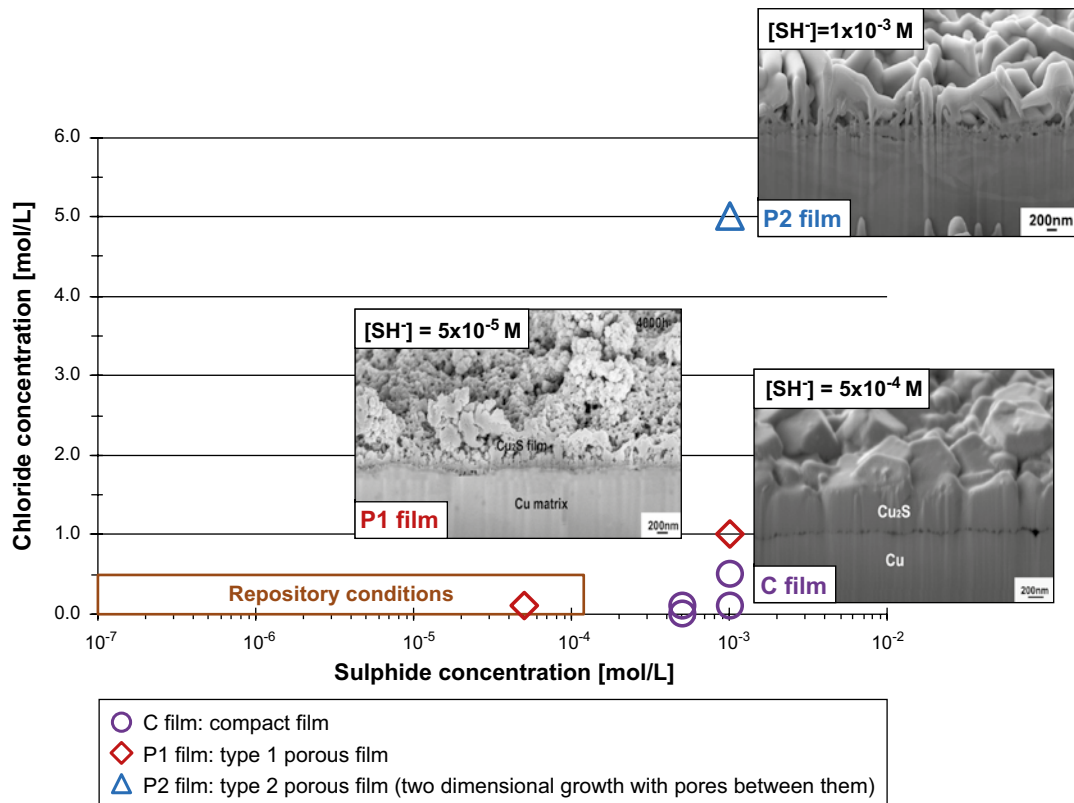 [SH⁻]=1x10⁻³ M
P2 film
200nm
6.0
5.0
4.0
3.0
2.0
1.0
0.0
Chloride concentration [mol/L]
[SH⁻] = 5x10⁻⁵ M
4000h
Cu₂S film
Cu matrix
P1 film
200nm
[SH⁻] = 5x10⁻⁴ M
Cu₂S
Cu
C film
200nm
Repository conditions
10⁻⁷ 10⁻⁶ 10⁻⁵ 10⁻⁴ 10⁻³ 10⁻²
Sulphide concentration [mol/L]
C film: compact film
P1 film: type 1 porous film
P2 film: type 2 porous film (two dimensional growth with pores between them)